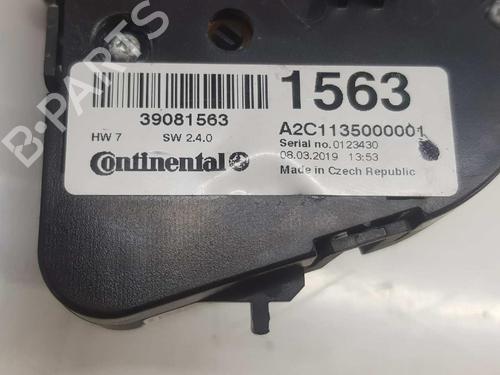 1563
39081563
A2C1135000001
HW 7 SW 2.4.0
Serial no. 0123430
08.03.2019 13:53
Continental
Made in Czech Republic
B-PARTS